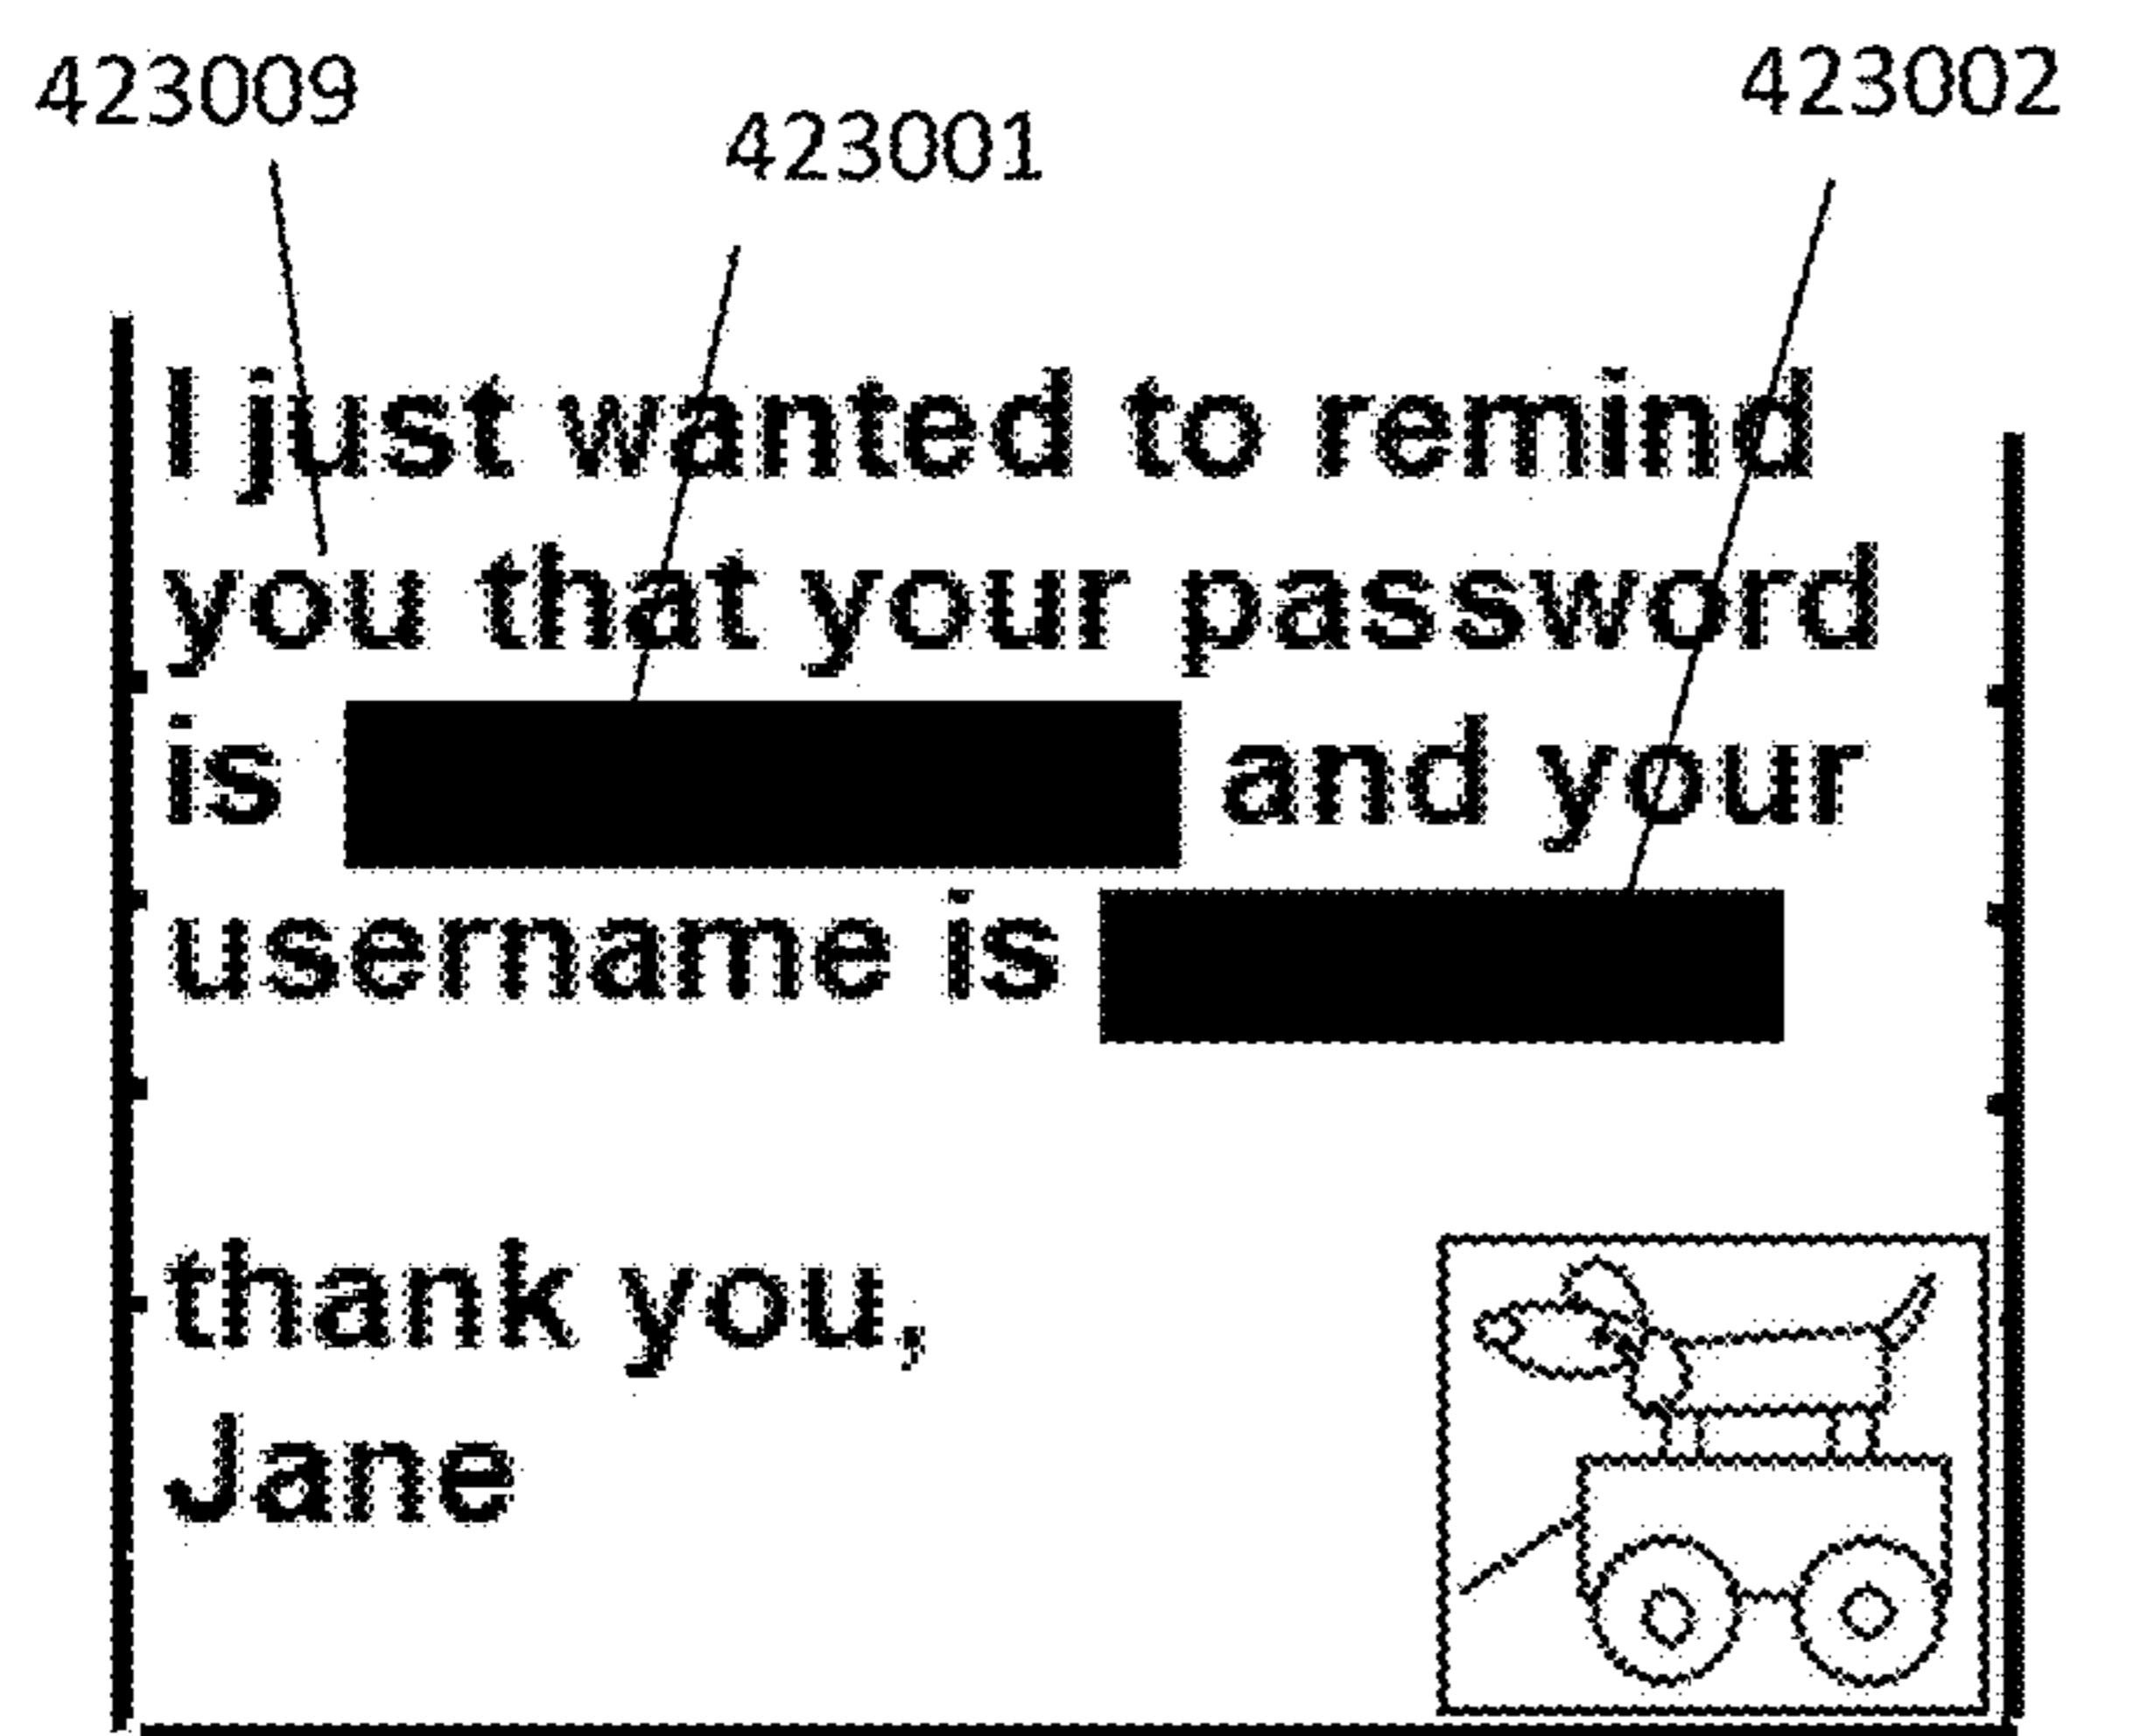 423009
423001
423002
I just wanted to remind
you that your password
is and your
username is
thank you,
Jane